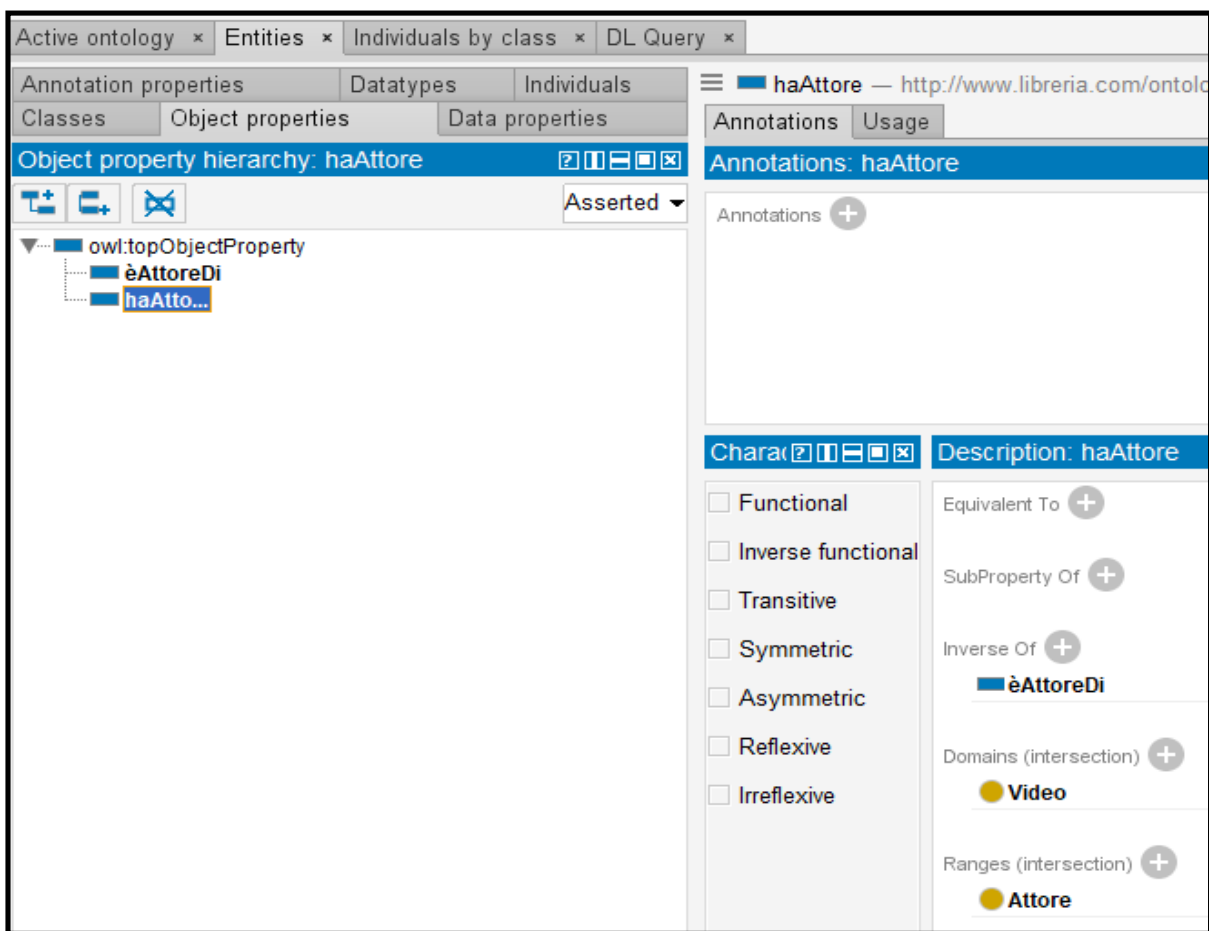 Active ontology × Entities × Individuals by class × DL Query ×
Annotation properties Datatypes Individuals
Classes Object properties Data properties
Object property hierarchy: haAttore
Asserted
owl:topObjectProperty
èAttoreDi
haAtto...
haAttore — http://www.libreria.com/ontolo
Annotations Usage
Annotations: haAttore
Annotations
Charac
Functional
Inverse functional
Transitive
Symmetric
Asymmetric
Reflexive
Irreflexive
Description: haAttore
Equivalent To
SubProperty Of
Inverse Of
èAttoreDi
Domains (intersection)
Video
Ranges (intersection)
Attore